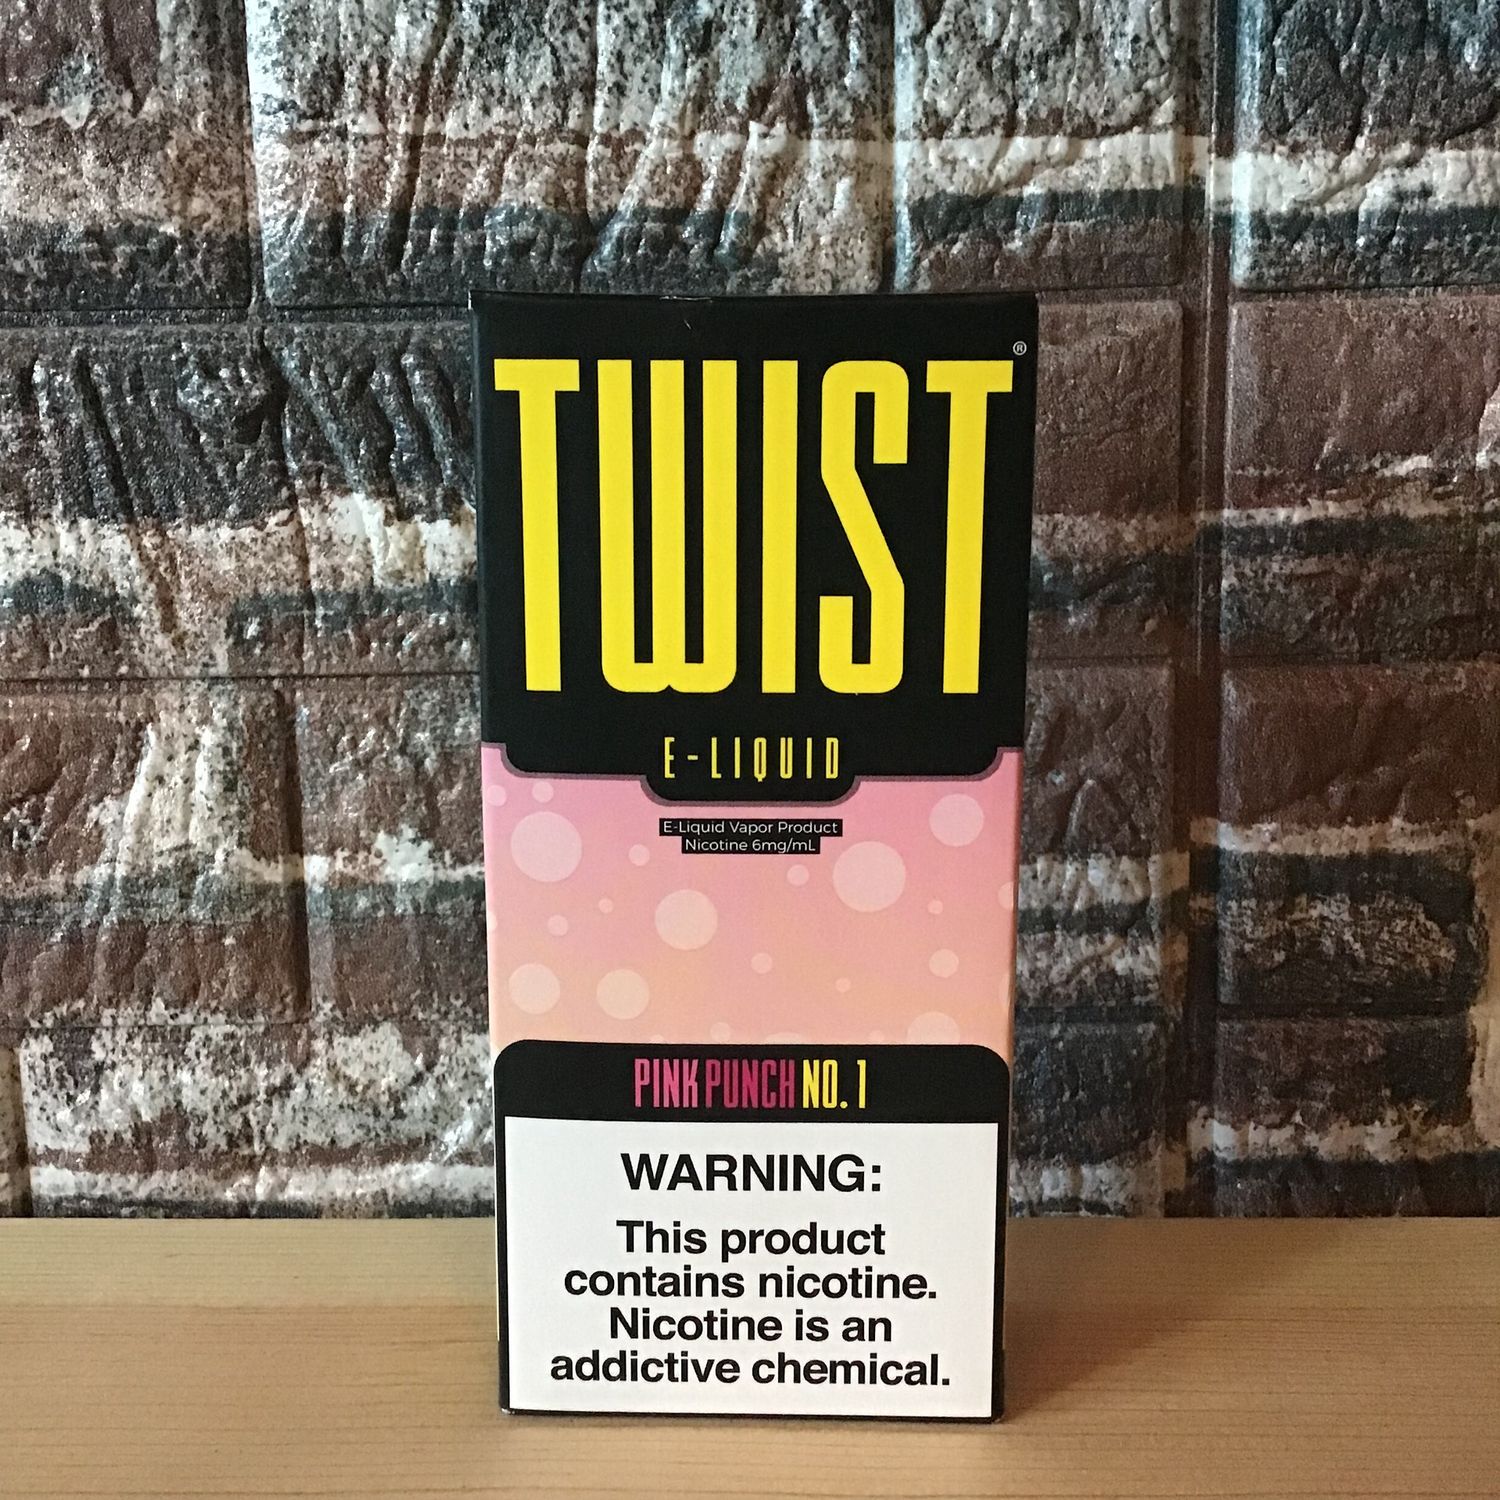 TWIST®
E-LIQUID
E-Liquid Vapor Product
Nicotine 6mg/mL
PINK PUNCH NO. 1
WARNING:
This product
contains nicotine.
Nicotine is an
addictive chemical.